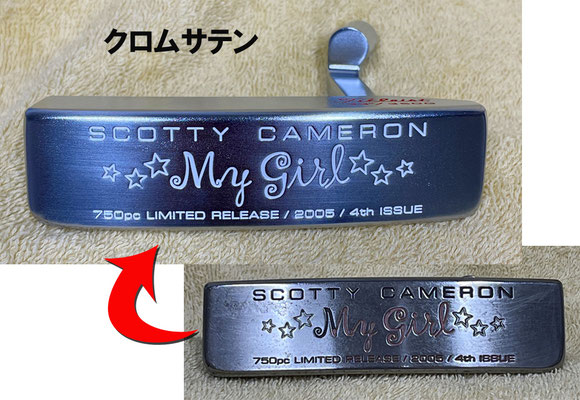 クロムサテン
SCOTTY CAMERON
My Girl
750pc LIMITED RELEASE / 2005 / 4th ISSUE
SCOTTY CAMERON
My Girl
750pc LIMITED RELEASE / 2005 / 4th ISSUE